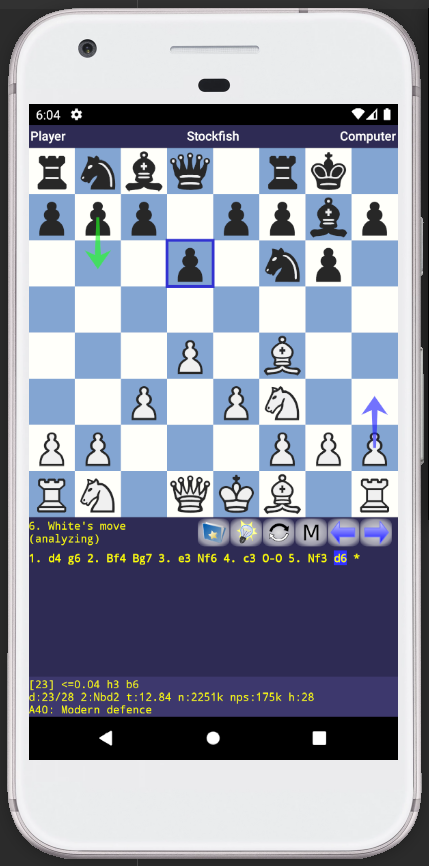 6:04
Player Stockfish Computer
6. White's move
(analyzing)
M
1. d4 g6 2. Bf4 Bg7 3. e3 Nf6 4. c3 O-O 5. Nf3 d6 *
[23] <=0.04 h3 b6
d:23/28 2:Nbd2 t:12.84 n:2251k nps:175k h:28
A40: Modern defence